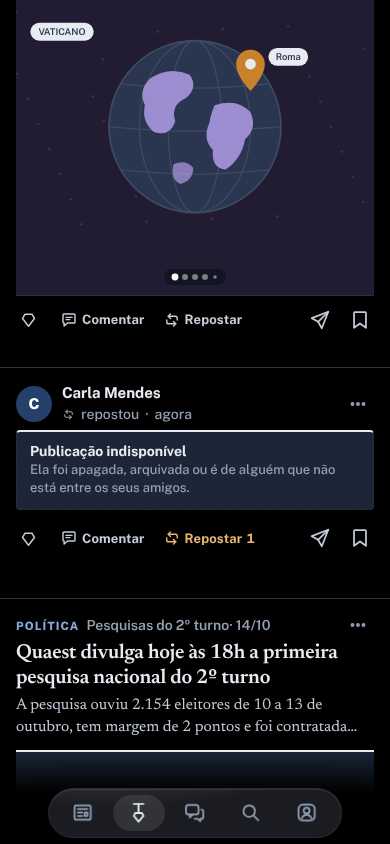 VATICANO
Roma
Comentar
Repostar
C
Carla Mendes
repostou · agora
Publicação indisponível
Ela foi apagada, arquivada ou é de alguém que não
está entre os seus amigos.
Comentar
Repostar 1
POLÍTICA Pesquisas do 2º turno· 14/10
Quaest divulga hoje às 18h a primeira
pesquisa nacional do 2º turno
A pesquisa ouviu 2.154 eleitores de 10 a 13 de
outubro, tem margem de 2 pontos e foi contratada...